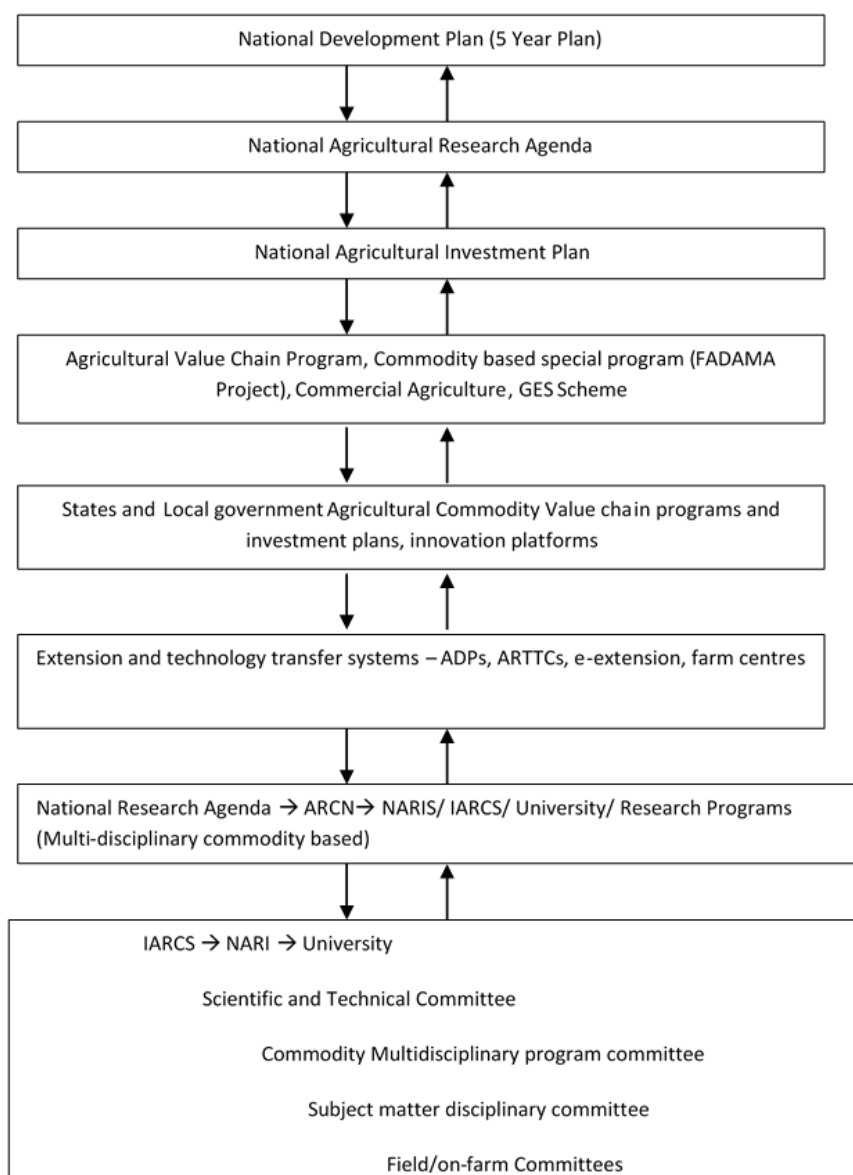 National Development Plan (5 Year Plan)
National Agricultural Research Agenda
National Agricultural Investment Plan
Agricultural Value Chain Program, Commodity based special program (FADAMA
Project), Commercial Agriculture, GES Scheme
States and Local government Agricultural Commodity Value chain programs and
investment plans, innovation platforms
Extension and technology transfer systems – ADPs, ARTTCs, e-extension, farm centres
National Research Agenda → ARCN→ NARIS/ IARCS/ University/ Research Programs
(Multi-disciplinary commodity based)
IARCS → NARI → University
Scientific and Technical Committee
Commodity Multidisciplinary program committee
Subject matter disciplinary committee
Field/on-farm Committees